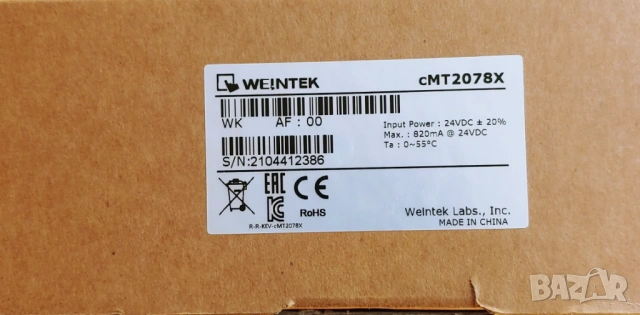 WEINTEK
cMT2078X
WK AF : 00
Input Power : 24VDC ± 20%
Max. : 820mA @ 24VDC
Ta : 0~55°C
S/N:2104412386
EAC CE
RoHS
R-R-KEV-cMT2078X
Weintek Labs., Inc.
MADE IN CHINA
bazar